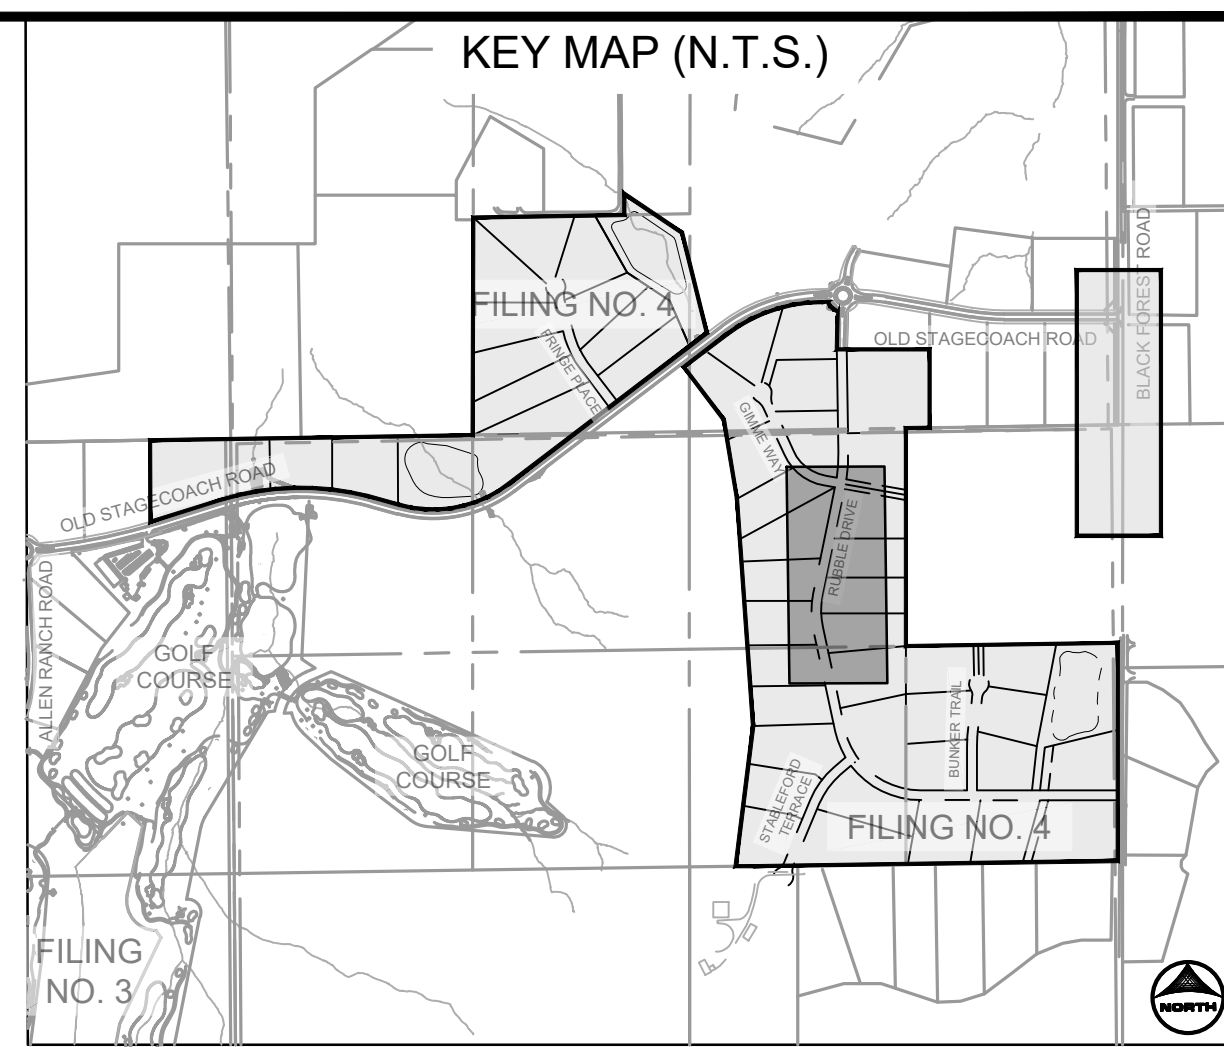 KEY MAP (N.T.S.)
BLACK FOREST ROAD
FILING NO. 4
OLD STAGECOACH ROAD
FRINGE PLACE
GIMME WAY
OLD STAGECOACH ROAD
RUBBLE DRIVE
ALLEN RANCH ROAD
GOLF
COURSE
BUNKER TRAIL
GOLF
COURSE
STABLEFORD
TERRACE
FILING NO. 4
FILING
NO. 3
NORTH